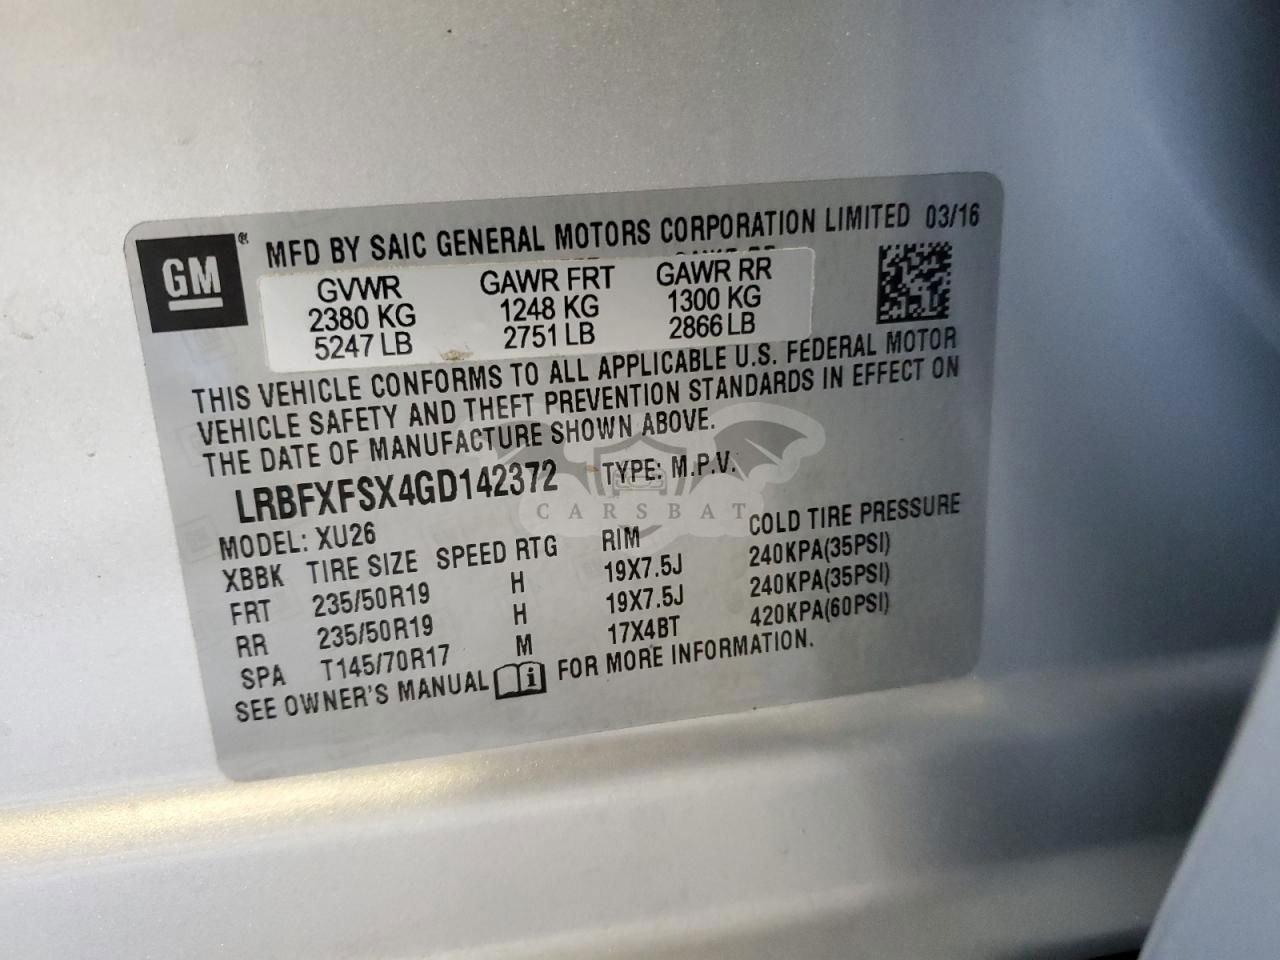 GM ® MFD BY SAIC GENERAL MOTORS CORPORATION LIMITED 03/16
GVWR GAWR FRT GAWR RR
2380 KG 1248 KG 1300 KG
5247 LB 2751 LB 2866 LB
THIS VEHICLE CONFORMS TO ALL APPLICABLE U.S. FEDERAL MOTOR
VEHICLE SAFETY AND THEFT PREVENTION STANDARDS IN EFFECT ON
THE DATE OF MANUFACTURE SHOWN ABOVE.
LRBFXFSX4GD142372 TYPE: M.P.V.
CARSBAT
MODEL: XU26
XBBK TIRE SIZE SPEED RTG RIM COLD TIRE PRESSURE
FRT 235/50R19 H 19X7.5J 240KPA(35PSI)
RR 235/50R19 H 19X7.5J 240KPA(35PSI)
SPA T145/70R17 M 17X4BT 420KPA(60PSI)
SEE OWNER'S MANUAL i FOR MORE INFORMATION.